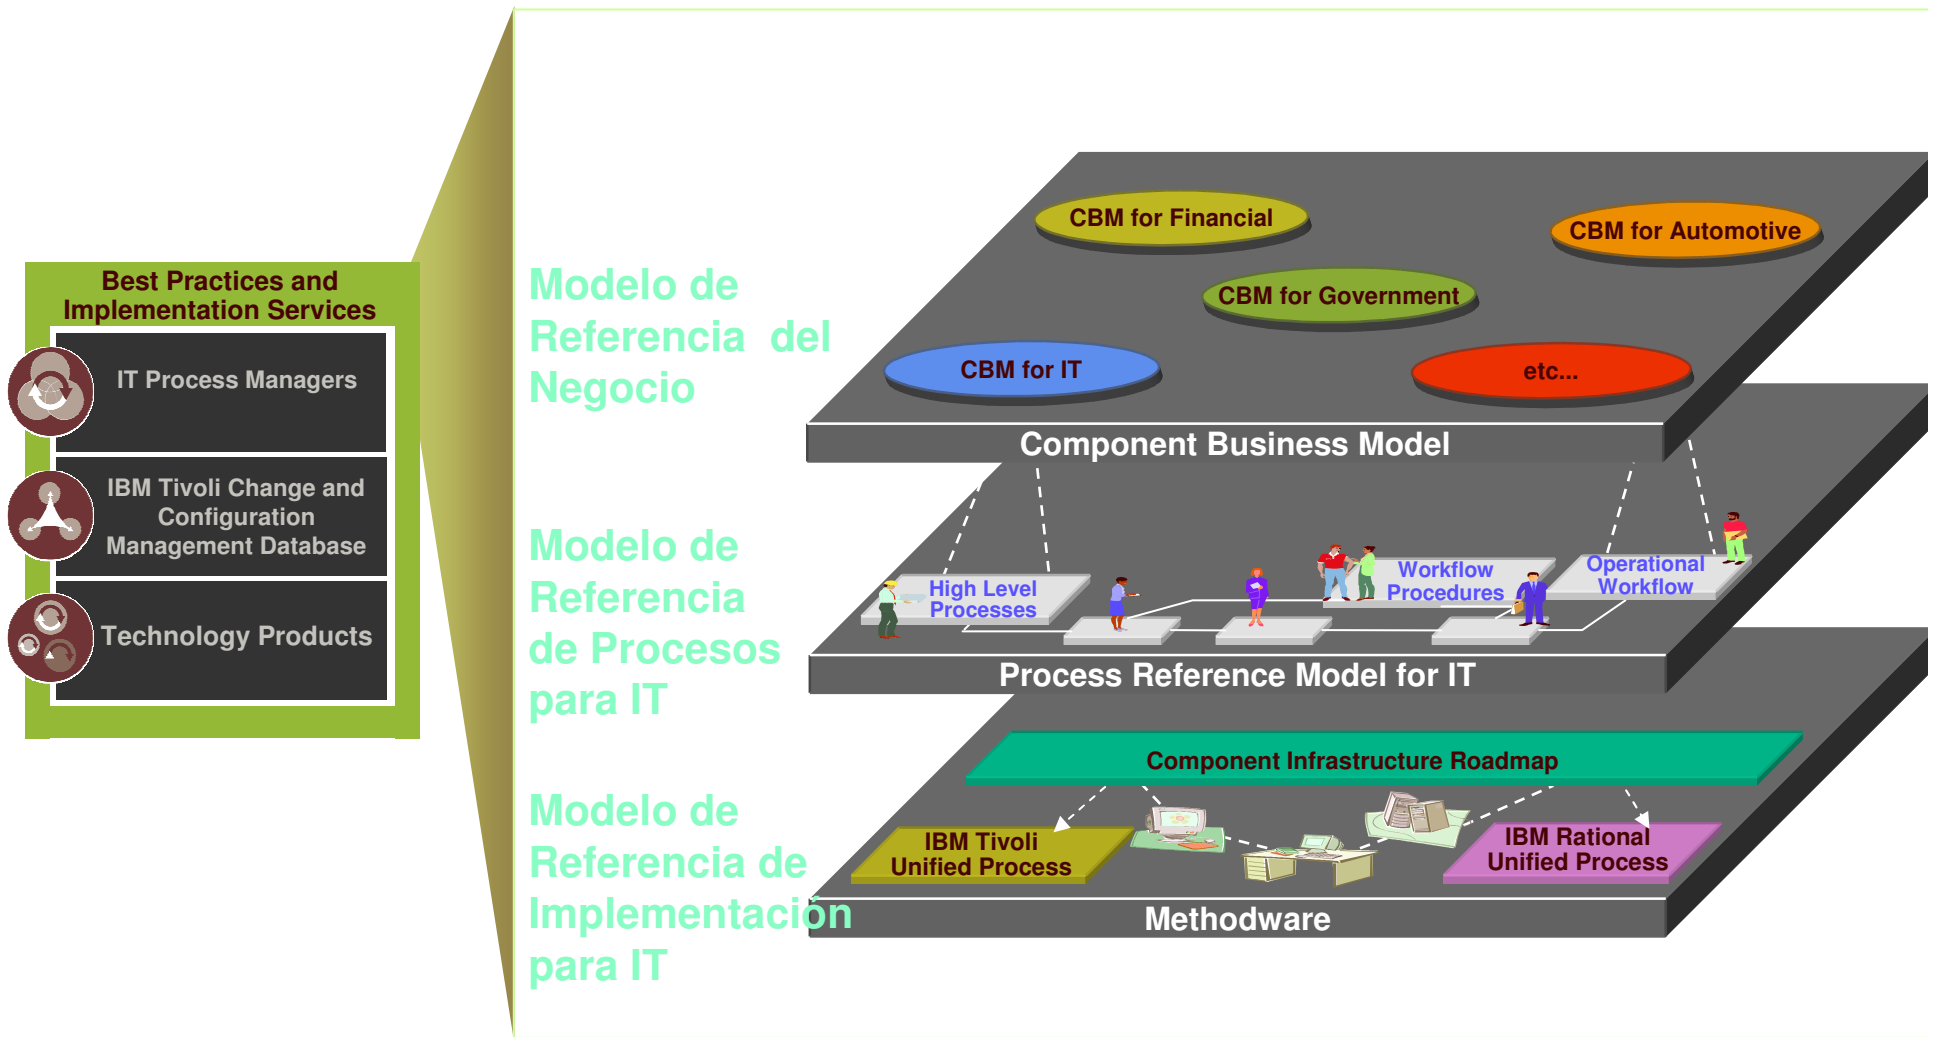 Best Practices and
Implementation Services
IT Process Managers
IBM Tivoli Change and
Configuration
Management Database
Technology Products
Modelo de
Referencia del
Negocio
CBM for Financial
CBM for Automotive
CBM for Government
CBM for IT
etc...
Component Business Model
Modelo de
Referencia
de Procesos
para IT
High Level
Processes
Workflow
Procedures
Operational
Workflow
Process Reference Model for IT
Modelo de
Referencia de
Implementación
para IT
Component Infrastructure Roadmap
IBM Tivoli
Unified Process
IBM Rational
Unified Process
Methodware